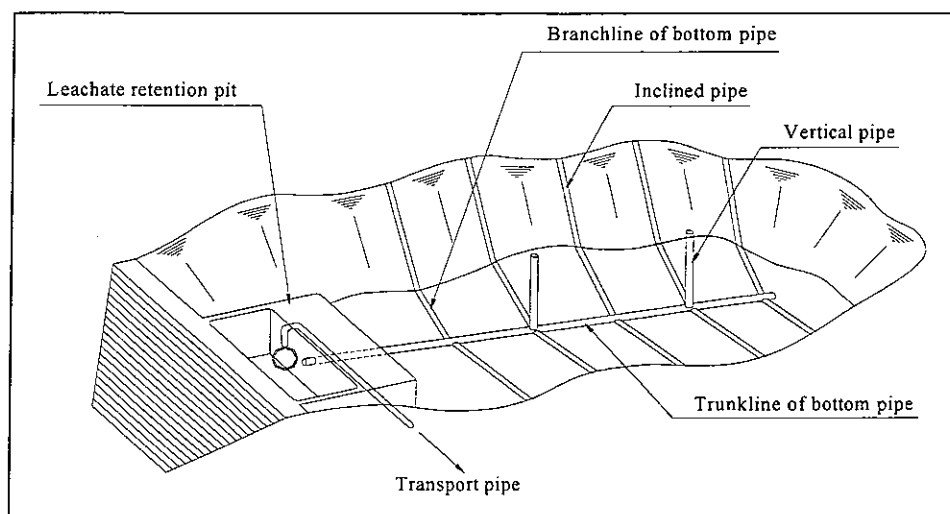 Branchline of bottom pipe
Leachate retention pit
Inclined pipe
Vertical pipe
Trunkline of bottom pipe
Transport pipe